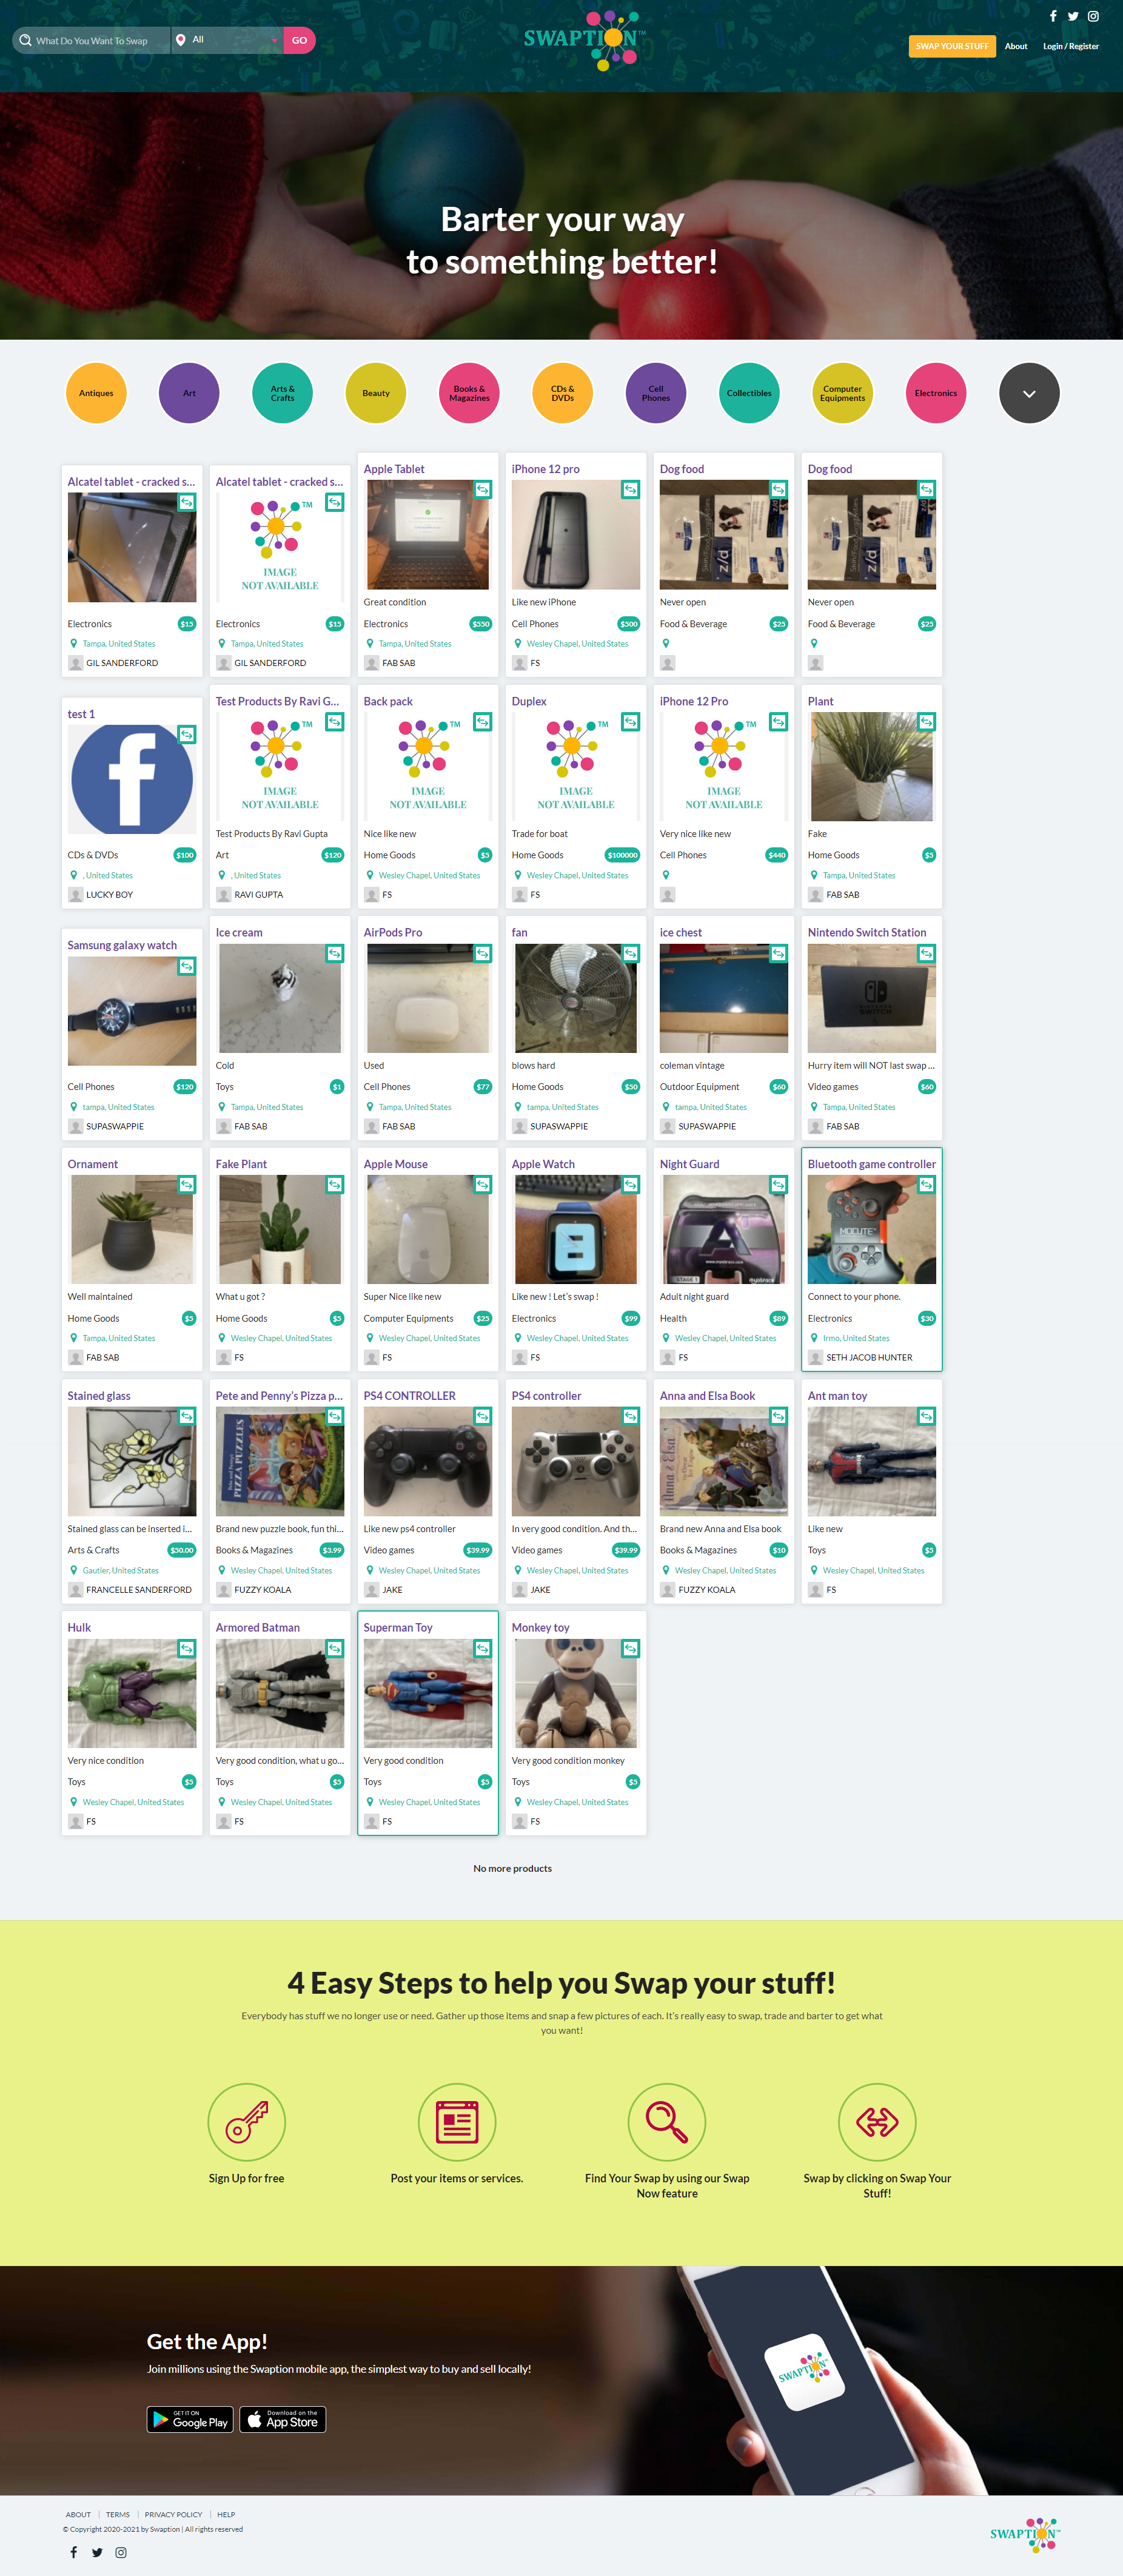 What Do You Want To Swap
All
GO
SWAPTION™
SWAP YOUR STUFF
About
Login / Register
Barter your way
to something better!
Antiques
Art
Arts &
Crafts
Beauty
Books &
Magazines
CDs &
DVDs
Cell
Phones
Collectibles
Computer
Equipments
Electronics
Alcatel tablet - cracked s...
Electronics
$15
Tampa, United States
GIL SANDERFORD
Alcatel tablet - cracked s...
TM
IMAGE
NOT AVAILABLE
Electronics
$15
Tampa, United States
GIL SANDERFORD
Apple Tablet
Great condition
Electronics
$550
Tampa, United States
FAB SAB
iPhone 12 pro
Like new iPhone
Cell Phones
$500
Wesley Chapel, United States
FS
Dog food
z/d
Never open
Food & Beverage
$25
Dog food
z/d
Never open
Food & Beverage
$25
test 1
f
CDs & DVDs
$100
, United States
LUCKY BOY
Test Products By Ravi G...
TM
IMAGE
NOT AVAILABLE
Test Products By Ravi Gupta
Art
$120
, United States
RAVI GUPTA
Back pack
TM
IMAGE
NOT AVAILABLE
Nice like new
Home Goods
$5
Wesley Chapel, United States
FS
Duplex
TM
IMAGE
NOT AVAILABLE
Trade for boat
Home Goods
$100000
Wesley Chapel, United States
FS
iPhone 12 Pro
TM
IMAGE
NOT AVAILABLE
Very nice like new
Cell Phones
$440
Plant
Fake
Home Goods
$5
Tampa, United States
FAB SAB
Samsung galaxy watch
Cell Phones
$120
tampa, United States
SUPASWAPPIE
Ice cream
Cold
Toys
$1
Tampa, United States
FAB SAB
AirPods Pro
Used
Cell Phones
$77
Tampa, United States
FAB SAB
fan
blows hard
Home Goods
$50
tampa, United States
SUPASWAPPIE
ice chest
coleman vintage
Outdoor Equipment
$60
tampa, United States
SUPASWAPPIE
Nintendo Switch Station
NINTENDO
SWITCH
Hurry item will NOT last swap ...
Video games
$60
Tampa, United States
FAB SAB
Ornament
Well maintained
Home Goods
$5
Tampa, United States
FAB SAB
Fake Plant
What u got ?
Home Goods
$5
Wesley Chapel, United States
FS
Apple Mouse
Super Nice like new
Computer Equipments
$25
Wesley Chapel, United States
FS
Apple Watch
Like new ! Let's swap !
Electronics
$99
Wesley Chapel, United States
FS
Night Guard
A
STAGE 1
Adult night guard
Health
$89
Wesley Chapel, United States
FS
Bluetooth game controller
MOCUTE
Connect to your phone.
Electronics
$30
Irmo, United States
SETH JACOB HUNTER
Stained glass
Stained glass can be inserted i...
Arts & Crafts
$50.00
Gautier, United States
FRANCELLE SANDERFORD
Pete and Penny's Pizza p...
PIZZA PUZZLES
Brand new puzzle book, fun thi...
Books & Magazines
$3.99
Wesley Chapel, United States
FUZZY KOALA
PS4 CONTROLLER
Like new ps4 controller
Video games
$39.99
Wesley Chapel, United States
JAKE
PS4 controller
In very good condition. And th...
Video games
$39.99
Wesley Chapel, United States
JAKE
Anna and Elsa Book
Anna & Elsa
Brand new Anna and Elsa book
Books & Magazines
$10
Wesley Chapel, United States
FUZZY KOALA
Ant man toy
Like new
Toys
$5
Wesley Chapel, United States
FS
Hulk
Very nice condition
Toys
$5
Wesley Chapel, United States
FS
Armored Batman
Very good condition, what u go...
Toys
$5
Wesley Chapel, United States
FS
Superman Toy
Very good condition
Toys
$5
Wesley Chapel, United States
FS
Monkey toy
Very good condition monkey
Toys
$5
Wesley Chapel, United States
FS
No more products
4 Easy Steps to help you Swap your stuff!
Everybody has stuff we no longer use or need. Gather up those items and snap a few pictures of each. It's really easy to swap, trade and barter to get what
you want!
Sign Up for free
Post your items or services.
Find Your Swap by using our Swap
Now feature
Swap by clicking on Swap Your
Stuff!
Get the App!
Join millions using the Swaption mobile app, the simplest way to buy and sell locally!
GET IT ON
Google Play
Download on the
App Store
SWAPTION
ABOUT | TERMS | PRIVACY POLICY | HELP
© Copyright 2020-2021 by Swaption | All rights reserved
SWAPTION™